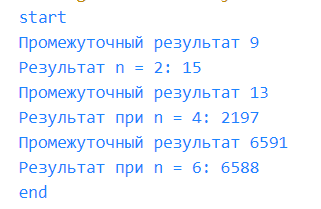 start
Промежуточный результат 9
Результат n = 2: 15
Промежуточный результат 13
Результат при n = 4: 2197
Промежуточный результат 6591
Результат при n = 6: 6588
end